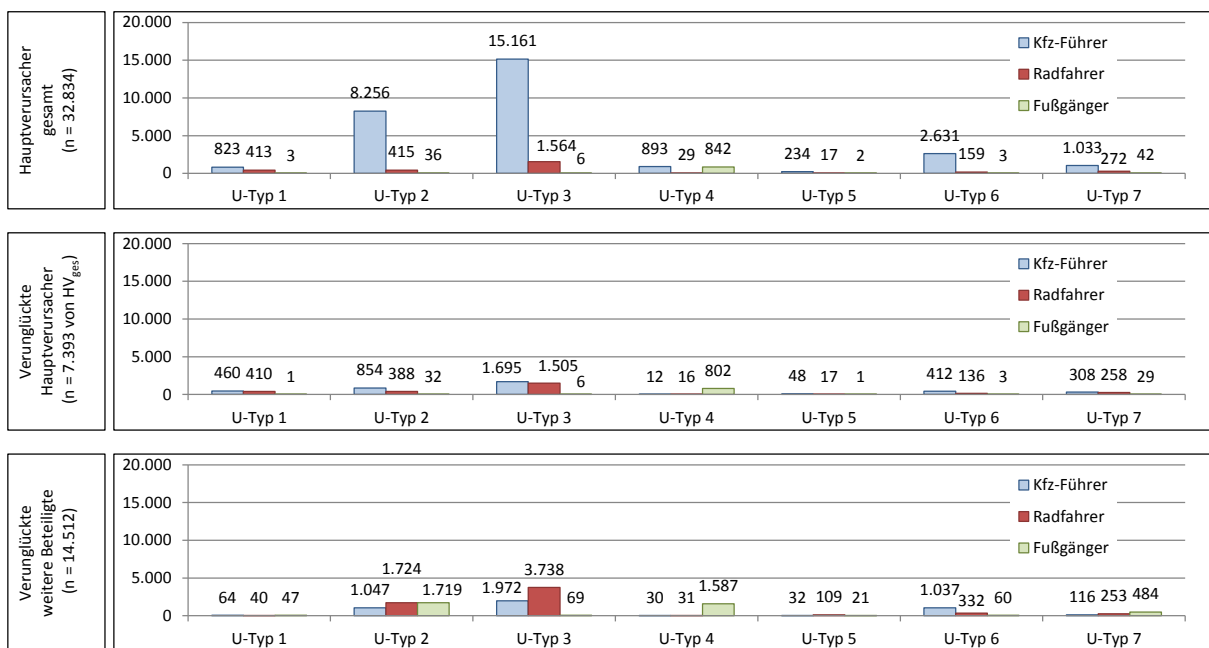 Hauptverursacher
gesamt
(n = 32.834)
20.000
15.000
10.000
5.000
0
823 413 3
8.256 415 36
15.161 1.564 6
893 29 842
234 17 2
2.631 159 3
1.033 272 42
U-Typ 1 U-Typ 2 U-Typ 3 U-Typ 4 U-Typ 5 U-Typ 6 U-Typ 7
Kfz-Führer
Radfahrer
Fußgänger
Verunglückte
Hauptverursacher
(n = 7.393 von HVges)
20.000
15.000
10.000
5.000
0
460 410 1
854 388 32
1.695 1.505 6
12 16 802
48 17 1
412 136 3
308 258 29
U-Typ 1 U-Typ 2 U-Typ 3 U-Typ 4 U-Typ 5 U-Typ 6 U-Typ 7
Kfz-Führer
Radfahrer
Fußgänger
Verunglückte
weitere Beteiligte
(n = 14.512)
20.000
15.000
10.000
5.000
0
64 40 47
1.047 1.724 1.719
1.972 3.738 69
30 31 1.587
32 109 21
1.037 332 60
116 253 484
U-Typ 1 U-Typ 2 U-Typ 3 U-Typ 4 U-Typ 5 U-Typ 6 U-Typ 7
Kfz-Führer
Radfahrer
Fußgänger